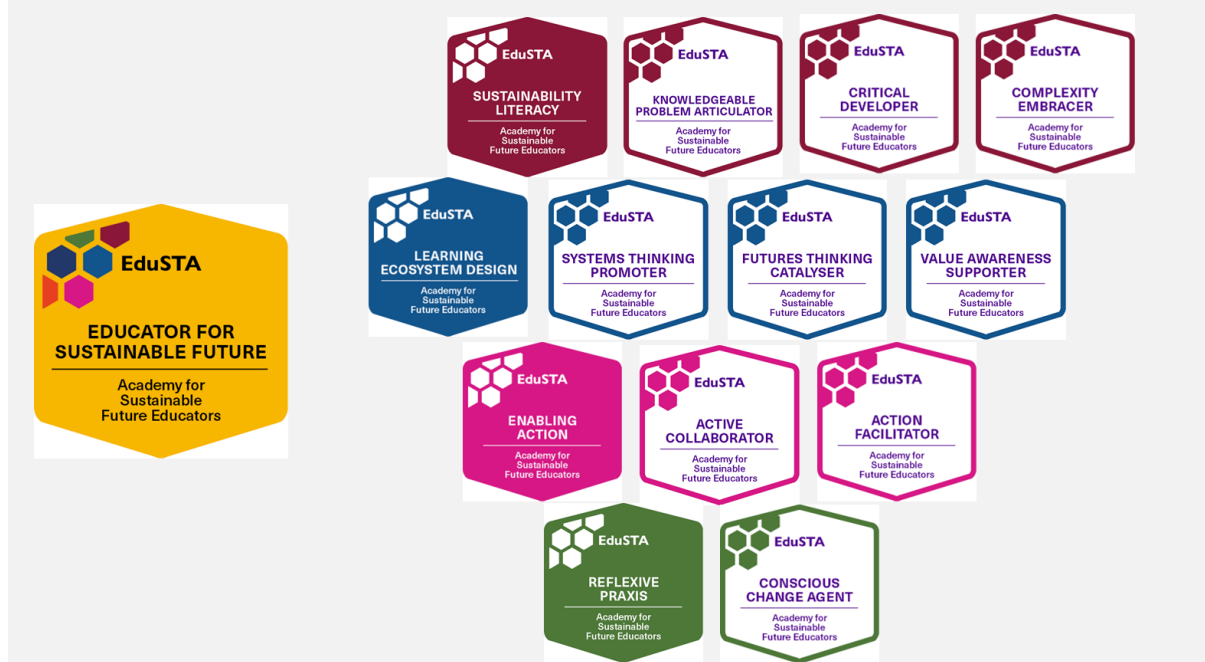 EduSTA
SUSTAINABILITY
LITERACY
Academy for
Sustainable
Future Educators
EduSTA
KNOWLEDGEABLE
PROBLEM ARTICULATOR
Academy for
Sustainable
Future Educators
EduSTA
CRITICAL
DEVELOPER
Academy for
Sustainable
Future Educators
EduSTA
COMPLEXITY
EMBRACER
Academy for
Sustainable
Future Educators
EduSTA
EDUCATOR FOR
SUSTAINABLE FUTURE
Academy for
Sustainable
Future Educators
EduSTA
LEARNING
ECOSYSTEM DESIGN
Academy for
Sustainable
Future Educators
EduSTA
SYSTEMS THINKING
PROMOTER
Academy for
Sustainable
Future Educators
EduSTA
FUTURES THINKING
CATALYSER
Academy for
Sustainable
Future Educators
EduSTA
VALUE AWARENESS
SUPPORTER
Academy for
Sustainable
Future Educators
EduSTA
ENABLING
ACTION
Academy for
Sustainable
Future Educators
EduSTA
ACTIVE
COLLABORATOR
Academy for
Sustainable
Future Educators
EduSTA
ACTION
FACILITATOR
Academy for
Sustainable
Future Educators
EduSTA
REFLEXIVE
PRAXIS
Academy for
Sustainable
Future Educators
EduSTA
CONSCIOUS
CHANGE AGENT
Academy for
Sustainable
Future Educators